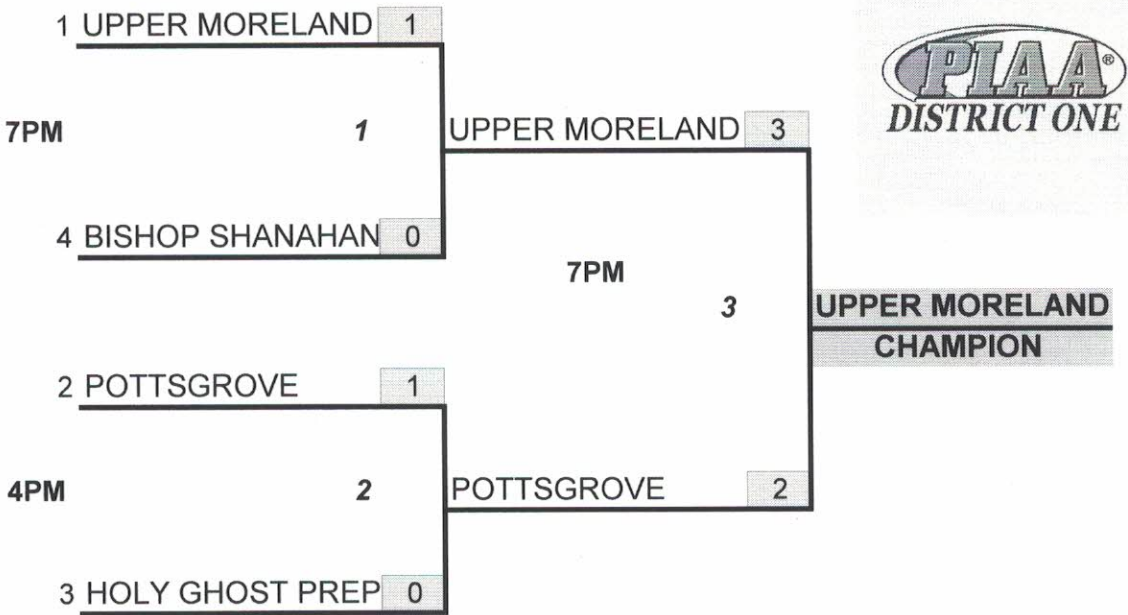 1 UPPER MORELAND 1
PIAA®
DISTRICT ONE
7PM 1
UPPER MORELAND 3
4 BISHOP SHANAHAN 0
7PM
3
UPPER MORELAND
CHAMPION
2 POTTSGROVE 1
4PM 2
POTTSGROVE 2
3 HOLY GHOST PREP 0